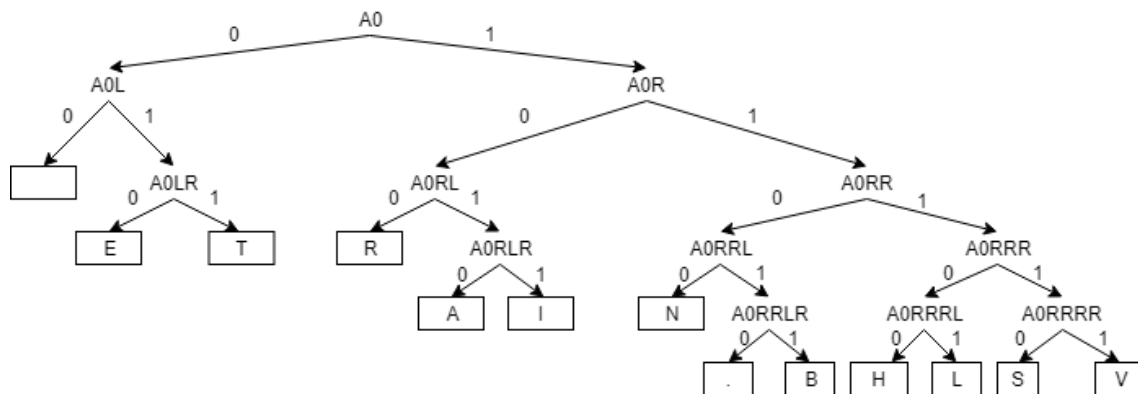 A0
0 1
A0L A0R
0 1 0 1
A0LR A0RL A0RR
0 1 0 1 0 1
E T R A0RLR A0RRL A0RRR
0 1 0 1 0 1
A I N A0RRLR A0RRRL A0RRRR
0 1 0 1 0 1
. B H L S V